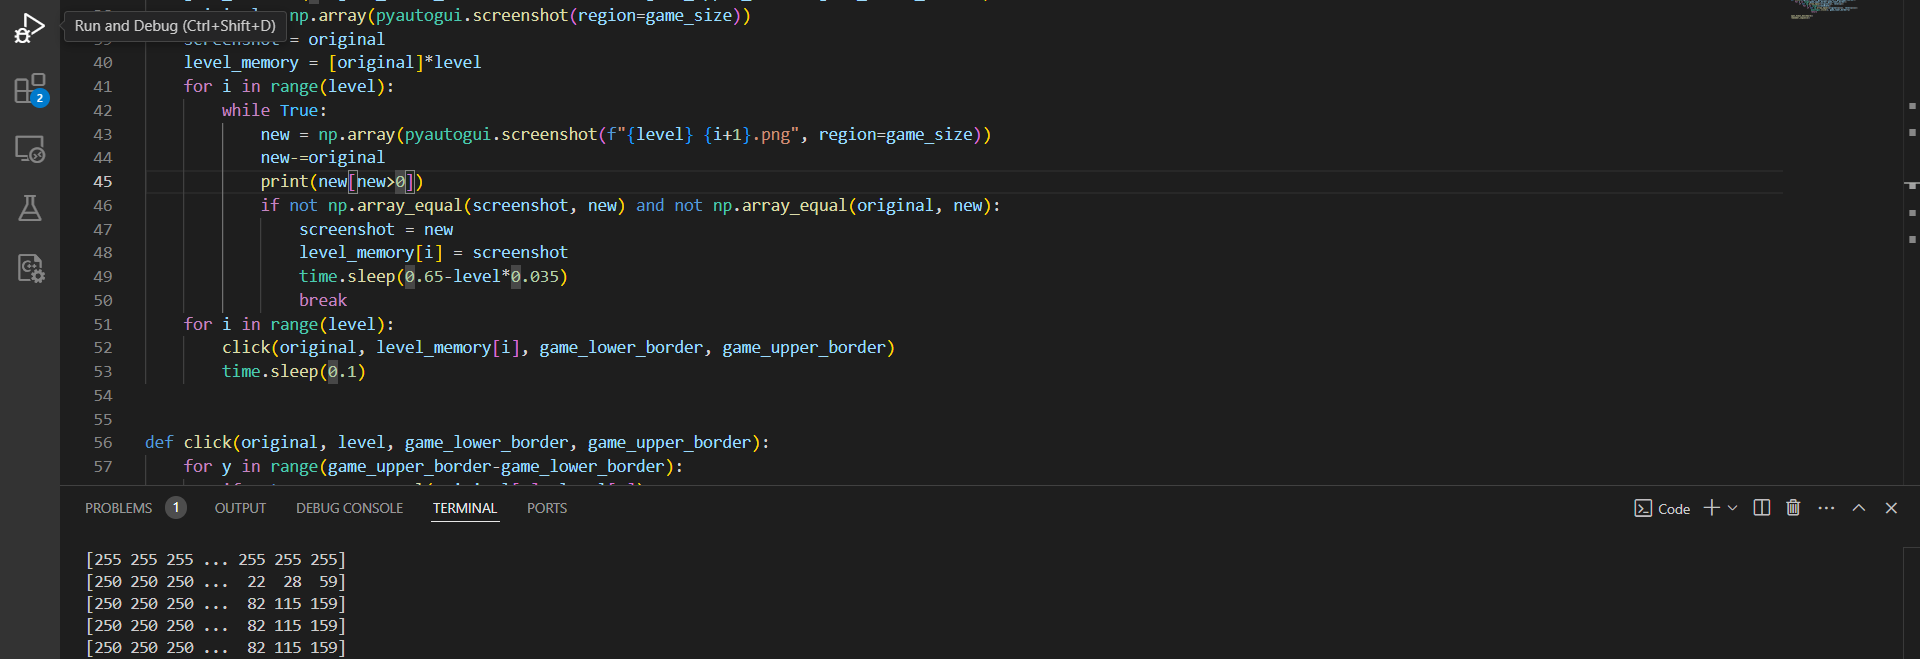 np.array(pyautogui.screenshot(region=game_size))
Run and Debug (Ctrl+Shift+D)
= original
40 level_memory = [original]*level
41 for i in range(level):
42 while True:
43 new = np.array(pyautogui.screenshot(f"{level} {i+1}.png", region=game_size))
44 new-=original
45 print(new[new>0])
46 if not np.array_equal(screenshot, new) and not np.array_equal(original, new):
47 screenshot = new
48 level_memory[i] = screenshot
49 time.sleep(0.65-level*0.035)
50 break
51 for i in range(level):
52 click(original, level_memory[i], game_lower_border, game_upper_border)
53 time.sleep(0.1)
54
55
56 def click(original, level, game_lower_border, game_upper_border):
57 for y in range(game_upper_border-game_lower_border):
2
PROBLEMS 1 OUTPUT DEBUG CONSOLE TERMINAL PORTS Code
[255 255 255 ... 255 255 255]
[250 250 250 ... 22 28 59]
[250 250 250 ... 82 115 159]
[250 250 250 ... 82 115 159]
[250 250 250 ... 82 115 159]